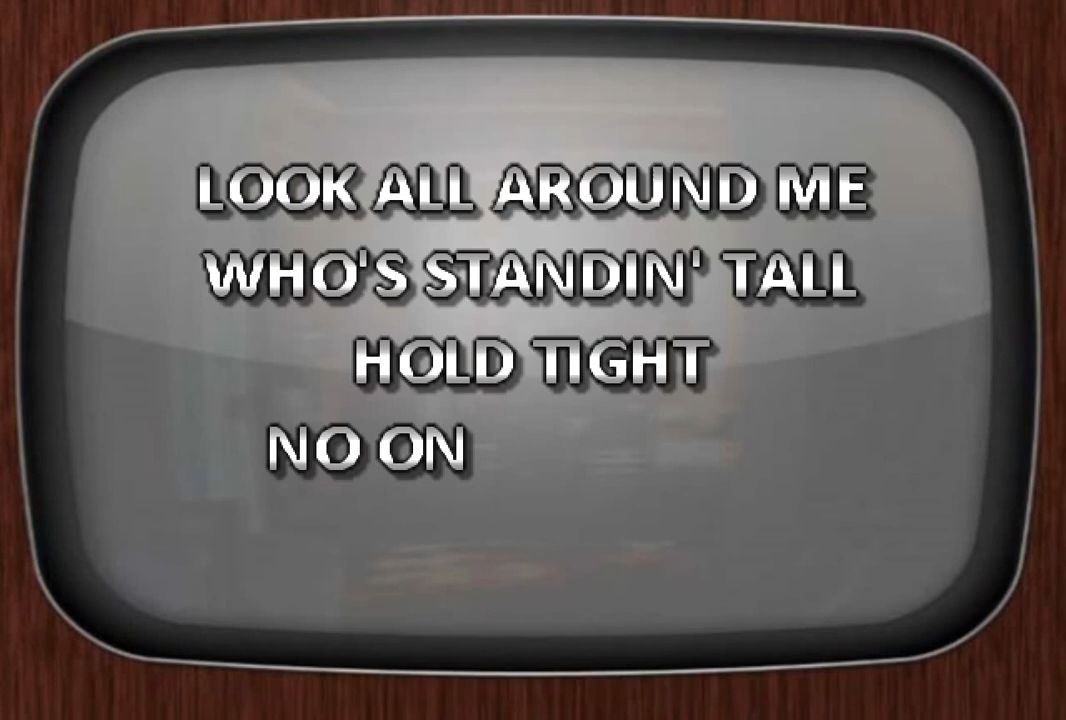 LOOK ALL AROUND ME
WHO'S STANDIN' TALL
HOLD TIGHT
NO ON